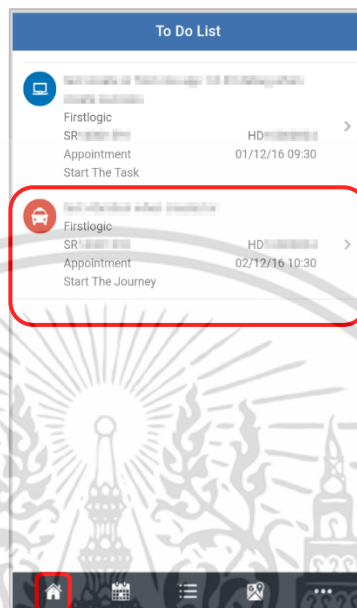 To Do List
Firstlogic
SR HD
Appointment 01/12/16 09:30
Start The Task
Firstlogic
SR HD
Appointment 02/12/16 10:30
Start The Journey